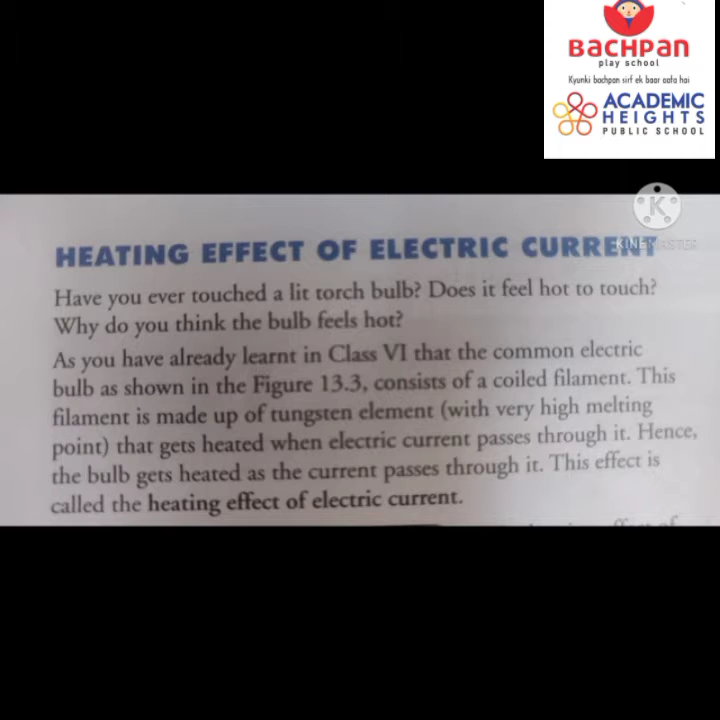 BACHPAN
play school
Kyunki bachpan sirf ek baar aata hai
ACADEMIC
HEIGHTS
PUBLIC SCHOOL
K
KINEMASTER
HEATING EFFECT OF ELECTRIC CURRENT
Have you ever touched a lit torch bulb? Does it feel hot to touch?
Why do you think the bulb feels hot?
As you have already learnt in Class VI that the common electric
bulb as shown in the Figure 13.3, consists of a coiled filament. This
filament is made up of tungsten element (with very high melting
point) that gets heated when electric current passes through it. Hence,
the bulb gets heated as the current passes through it. This effect is
called the heating effect of electric current.
effect of